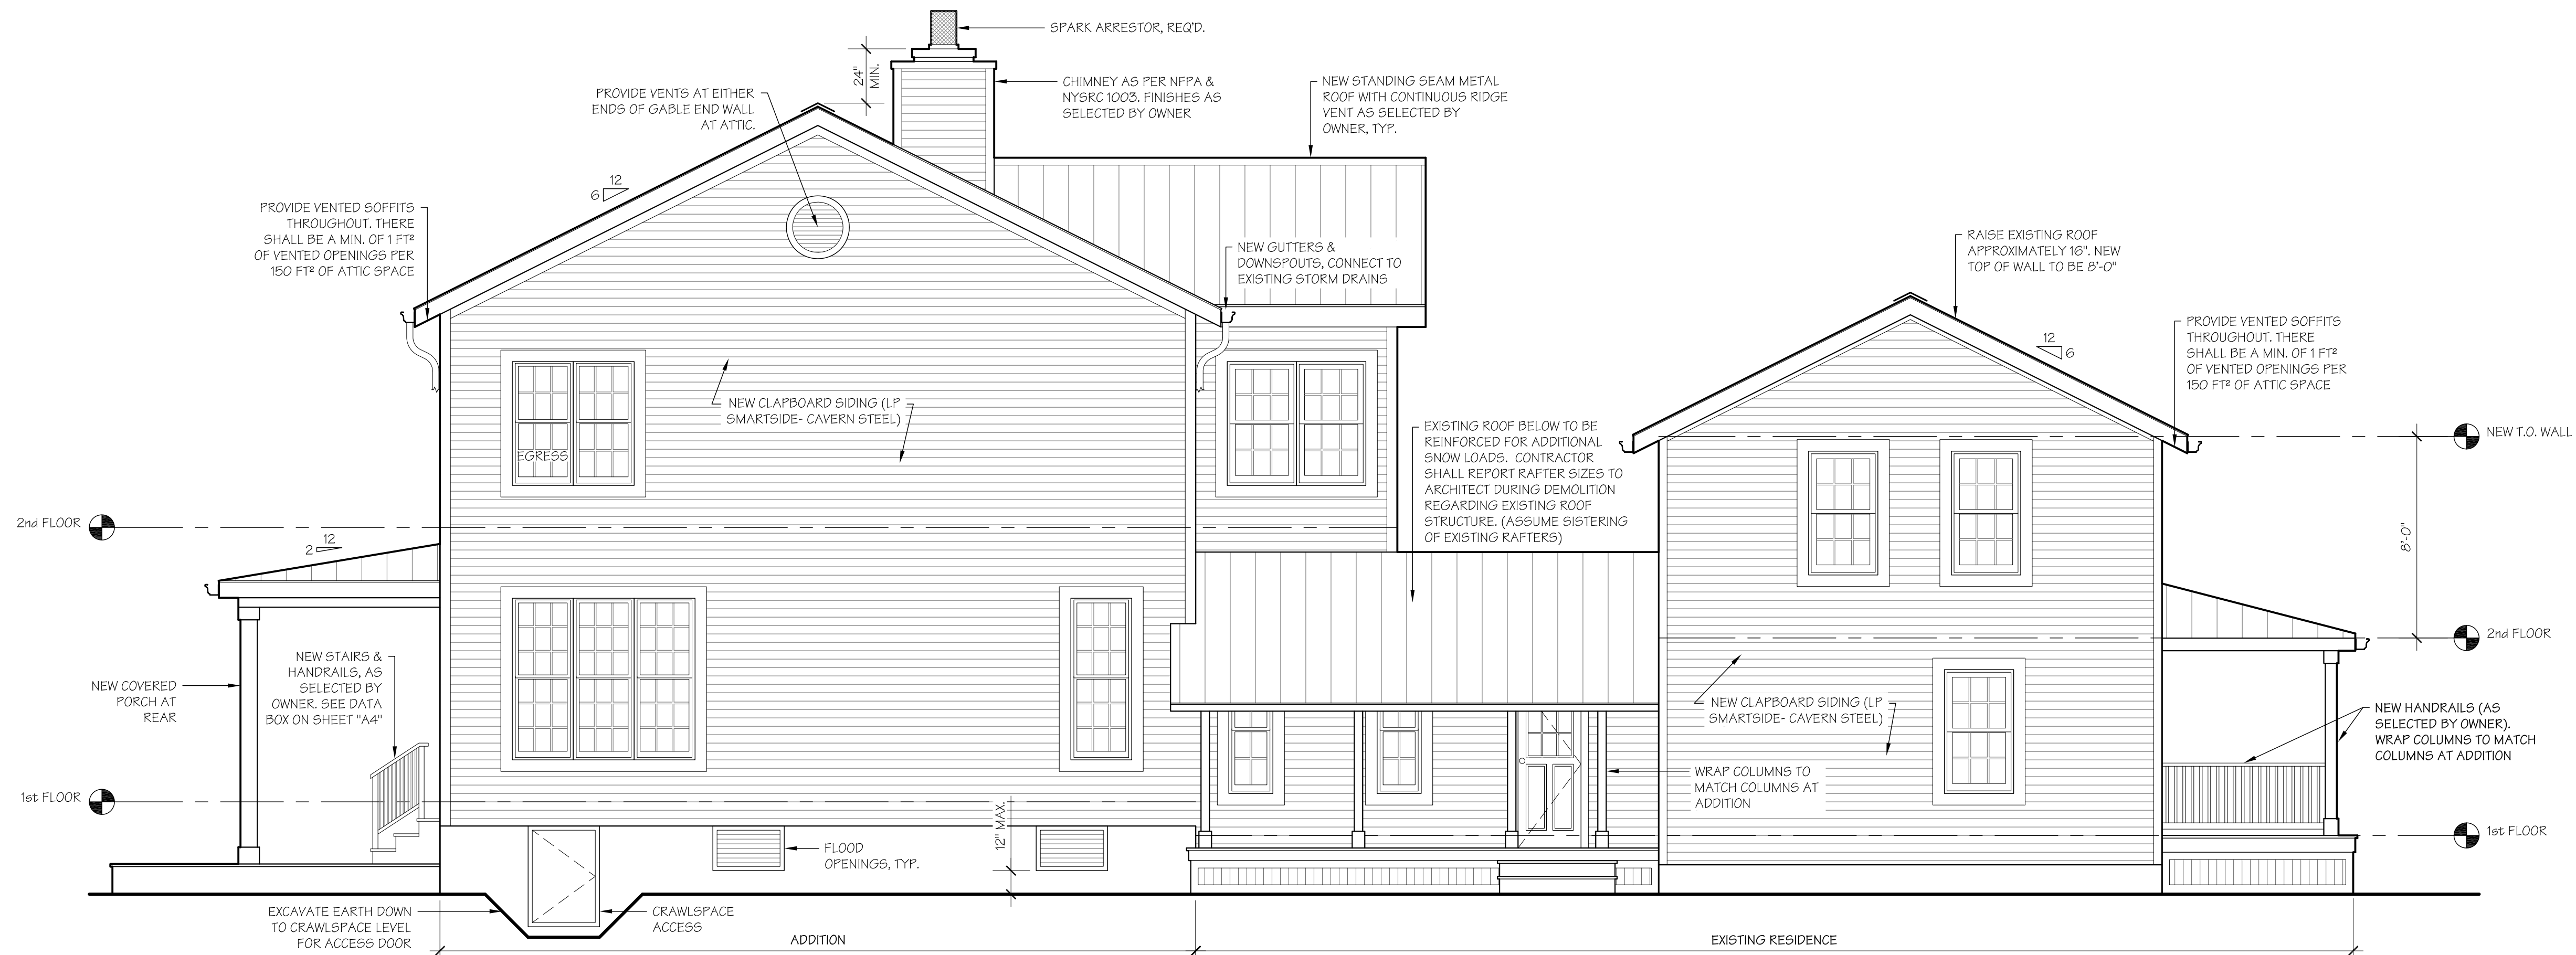 SPARK ARRESTOR, REQ'D.
24"
MIN.
CHIMNEY AS PER NFPA &
NYSRC 1003. FINISHES AS
SELECTED BY OWNER
NEW STANDING SEAM METAL
ROOF WITH CONTINUOUS RIDGE
VENT AS SELECTED BY
OWNER, TYP.
PROVIDE VENTS AT EITHER
ENDS OF GABLE END WALL
AT ATTIC.
12
6
PROVIDE VENTED SOFFITS
THROUGHOUT. THERE
SHALL BE A MIN. OF 1 FT²
OF VENTED OPENINGS PER
150 FT² OF ATTIC SPACE
NEW GUTTERS &
DOWNSPOUTS, CONNECT TO
EXISTING STORM DRAINS
RAISE EXISTING ROOF
APPROXIMATELY 16". NEW
TOP OF WALL TO BE 8'-0"
12
6
PROVIDE VENTED SOFFITS
THROUGHOUT. THERE
SHALL BE A MIN. OF 1 FT²
OF VENTED OPENINGS PER
150 FT² OF ATTIC SPACE
NEW CLAPBOARD SIDING (LP
SMARTSIDE- CAVERN STEEL)
EGRESS
EXISTING ROOF BELOW TO BE
REINFORCED FOR ADDITIONAL
SNOW LOADS. CONTRACTOR
SHALL REPORT RAFTER SIZES TO
ARCHITECT DURING DEMOLITION
REGARDING EXISTING ROOF
STRUCTURE. (ASSUME SISTERING
OF EXISTING RAFTERS)
NEW T.O. WALL
8'-0"
2nd FLOOR
12
2
2nd FLOOR
NEW STAIRS &
HANDRAILS, AS
SELECTED BY
OWNER. SEE DATA
BOX ON SHEET "A4"
NEW COVERED
PORCH AT
REAR
NEW CLAPBOARD SIDING (LP
SMARTSIDE- CAVERN STEEL)
NEW HANDRAILS (AS
SELECTED BY OWNER).
WRAP COLUMNS TO MATCH
COLUMNS AT ADDITION
WRAP COLUMNS TO
MATCH COLUMNS AT
ADDITION
1st FLOOR
12" MAX.
1st FLOOR
FLOOD
OPENINGS, TYP.
EXCAVATE EARTH DOWN
TO CRAWLSPACE LEVEL
FOR ACCESS DOOR
CRAWLSPACE
ACCESS
ADDITION
EXISTING RESIDENCE